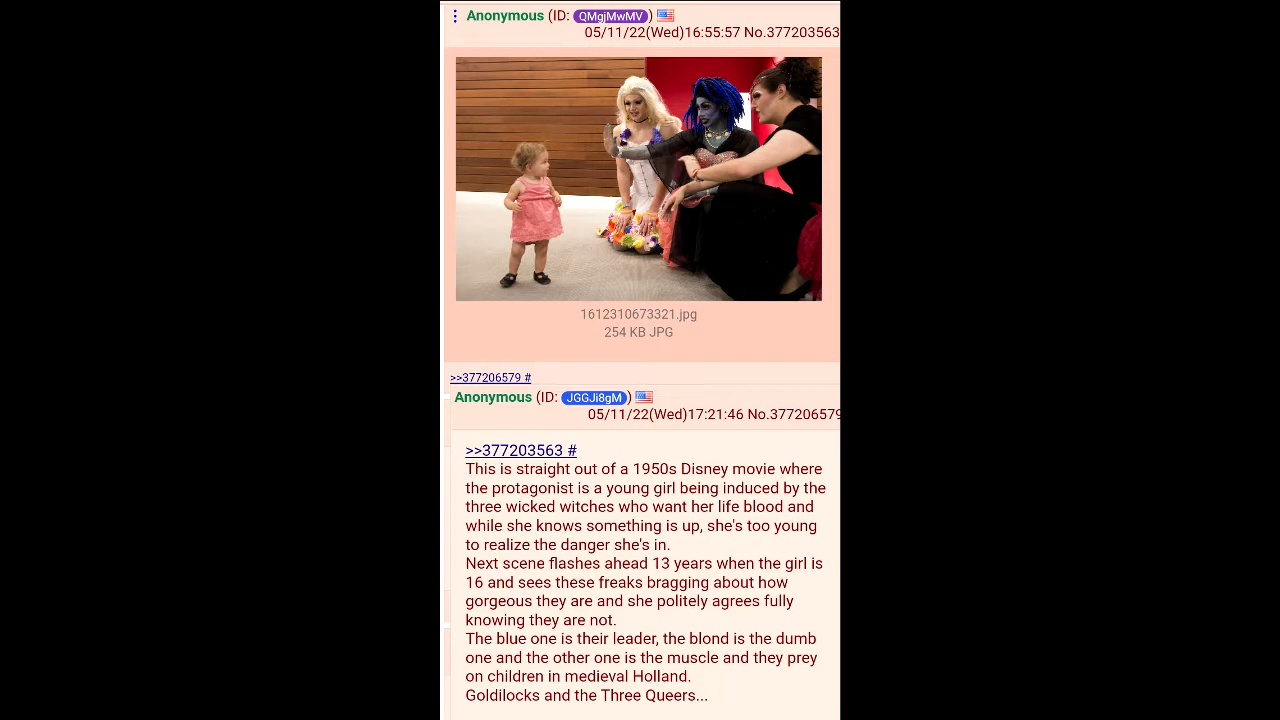 Anonymous (ID: QMgjMwMV)
05/11/22(Wed)16:55:57 No.377203563
1612310673321.jpg
254 KB JPG
>>377206579 #
Anonymous (ID: JGGJi8gM)
05/11/22(Wed)17:21:46 No.377206579
>>377203563 #
This is straight out of a 1950s Disney movie where
the protagonist is a young girl being induced by the
three wicked witches who want her life blood and
while she knows something is up, she's too young
to realize the danger she's in.
Next scene flashes ahead 13 years when the girl is
16 and sees these freaks bragging about how
gorgeous they are and she politely agrees fully
knowing they are not.
The blue one is their leader, the blond is the dumb
one and the other one is the muscle and they prey
on children in medieval Holland.
Goldilocks and the Three Queers...